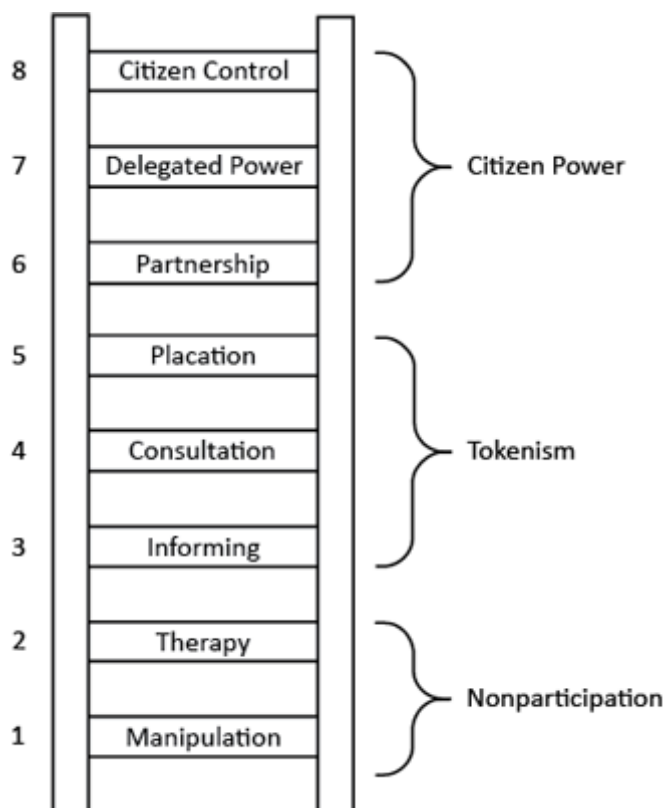 8 Citizen Control
7 Delegated Power Citizen Power
6 Partnership
5 Placation
4 Consultation Tokenism
3 Informing
2 Therapy
Nonparticipation
1 Manipulation